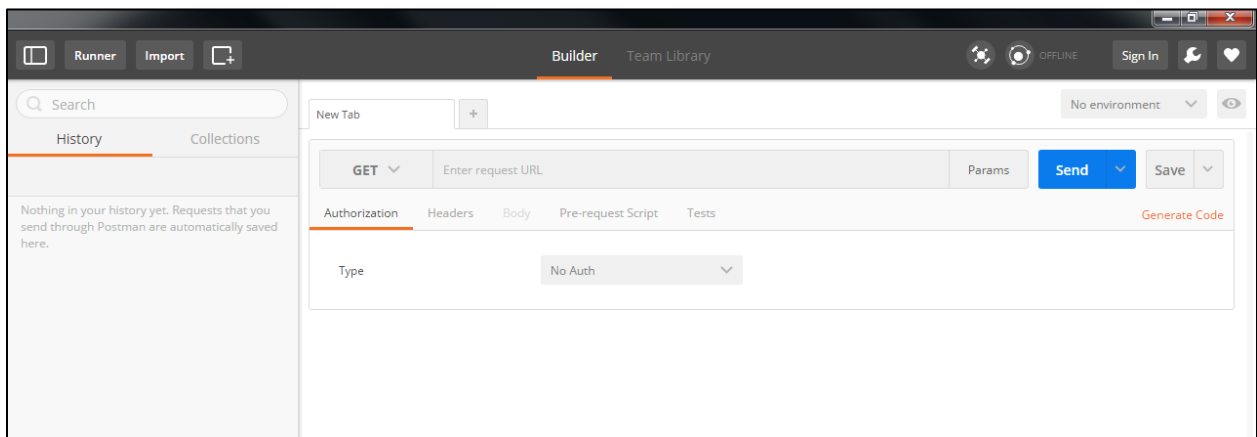 Runner Import Builder Team Library OFFLINE Sign In
Search
History Collections
Nothing in your history yet. Requests that you
send through Postman are automatically saved
here.
New Tab + No environment
GET Enter request URL Params Send Save
Authorization Headers Body Pre-request Script Tests Generate Code
Type No Auth